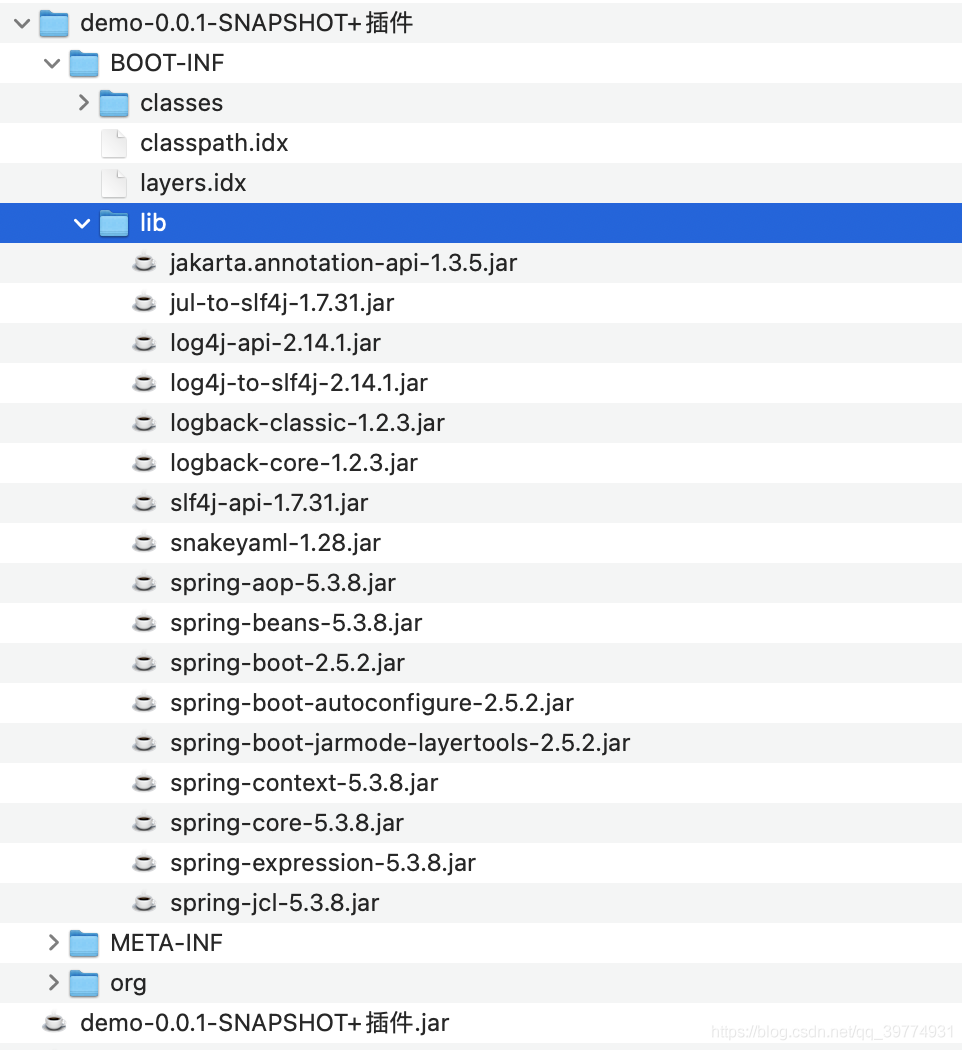 demo-0.0.1-SNAPSHOT+插件
BOOT-INF
classes
classpath.idx
layers.idx
lib
jakarta.annotation-api-1.3.5.jar
jul-to-slf4j-1.7.31.jar
log4j-api-2.14.1.jar
log4j-to-slf4j-2.14.1.jar
logback-classic-1.2.3.jar
logback-core-1.2.3.jar
slf4j-api-1.7.31.jar
snakeyaml-1.28.jar
spring-aop-5.3.8.jar
spring-beans-5.3.8.jar
spring-boot-2.5.2.jar
spring-boot-autoconfigure-2.5.2.jar
spring-boot-jarmode-layertools-2.5.2.jar
spring-context-5.3.8.jar
spring-core-5.3.8.jar
spring-expression-5.3.8.jar
spring-jcl-5.3.8.jar
META-INF
org
demo-0.0.1-SNAPSHOT+插件.jar
https://blog.csdn.net/qq_39774931